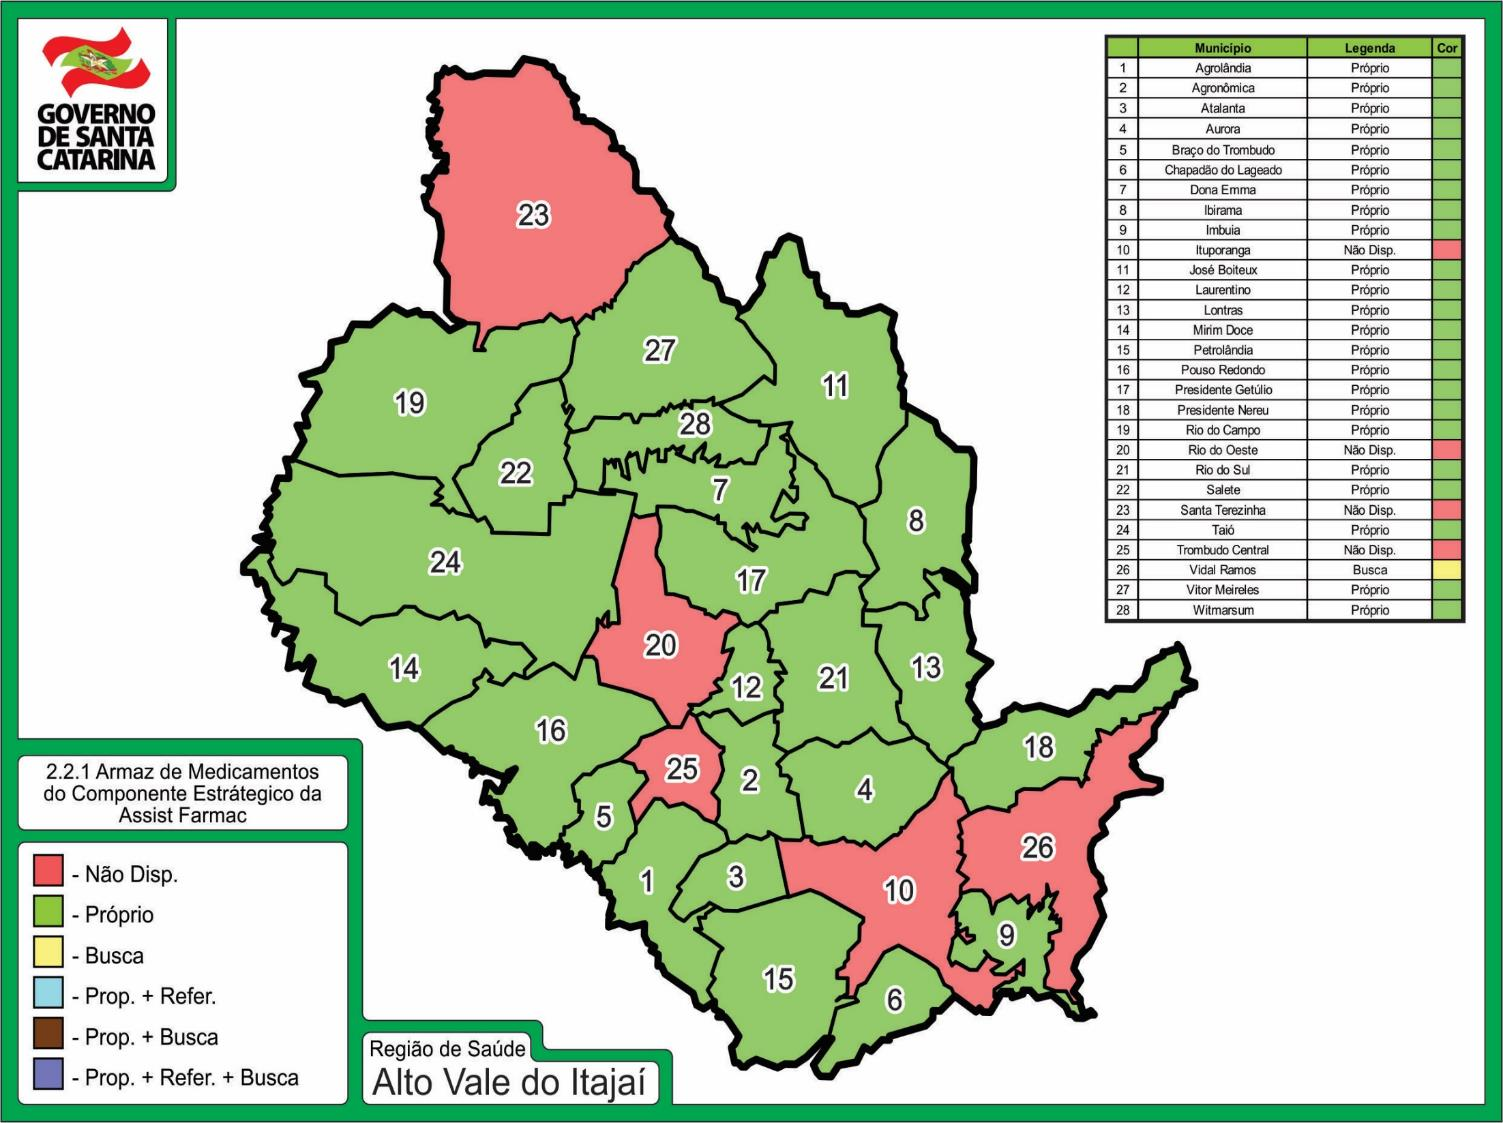 GOVERNO
DE SANTA
CATARINA
Município Legenda Cor
1 Agrolândia Próprio
2 Agronômica Próprio
3 Atalanta Próprio
4 Aurora Próprio
5 Braço do Trombudo Próprio
6 Chapadão do Lageado Próprio
7 Dona Emma Próprio
8 Ibirama Próprio
9 Imbuia Próprio
10 Ituporanga Não Disp.
11 José Boiteux Próprio
12 Laurentino Próprio
13 Lontras Próprio
14 Mirim Doce Próprio
15 Petrolândia Próprio
16 Pouso Redondo Próprio
17 Presidente Getúlio Próprio
18 Presidente Nereu Próprio
19 Rio do Campo Próprio
20 Rio do Oeste Não Disp.
21 Rio do Sul Próprio
22 Salete Próprio
23 Santa Terezinha Não Disp.
24 Taió Próprio
25 Trombudo Central Não Disp.
26 Vidal Ramos Busca
27 Vitor Meireles Próprio
28 Witmarsum Próprio
23
27
11
19
28
22
7
8
24
17
20
14
12
21
13
16
18
25
2
4
5
26
1
3
10
9
15
6
2.2.1 Armaz de Medicamentos
do Componente Estrátegico da
Assist Farmac
- Não Disp.
- Próprio
- Busca
- Prop. + Refer.
- Prop. + Busca
- Prop. + Refer. + Busca
Região de Saúde
Alto Vale do Itajaí